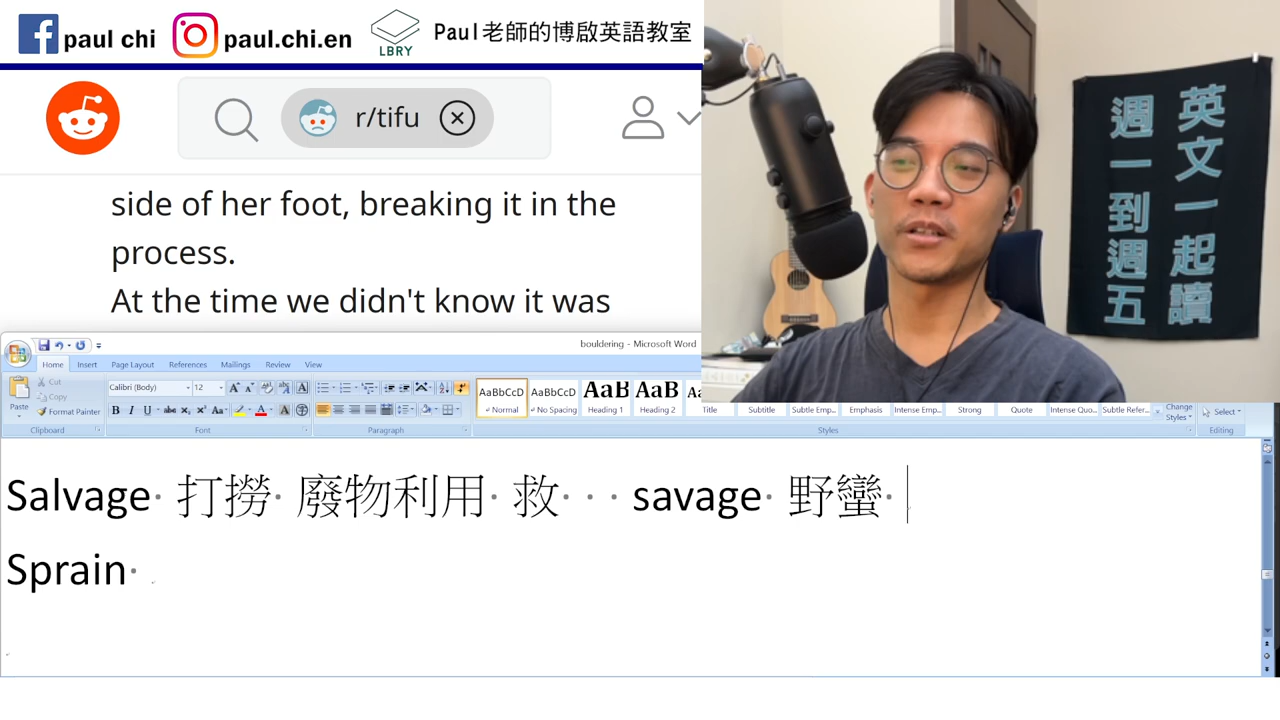 paul chi
paul.chi.en
LBRY
Paul老師的博啟英語教室
r/tifu
side of her foot, breaking it in the
process.
At the time we didn't know it was
英文一起讀
週一到週五
bouldering - Microsoft Word
Home Insert Page Layout References Mailings Review View
Paste
Cut
Copy
Format Painter
Clipboard
Calibri (Body) 12
Font
Paragraph
AaBbCcD AaBbCcD AaB AaB
Normal No Spacing Heading 1 Heading 2 Title Subtitle Subtle Emp... Emphasis Intense Emp... Strong Quote Intense Quo... Subtle Refer...
Change Styles
Styles
Select
Editing
Salvage 打撈 廢物利用 救 savage 野蠻
Sprain